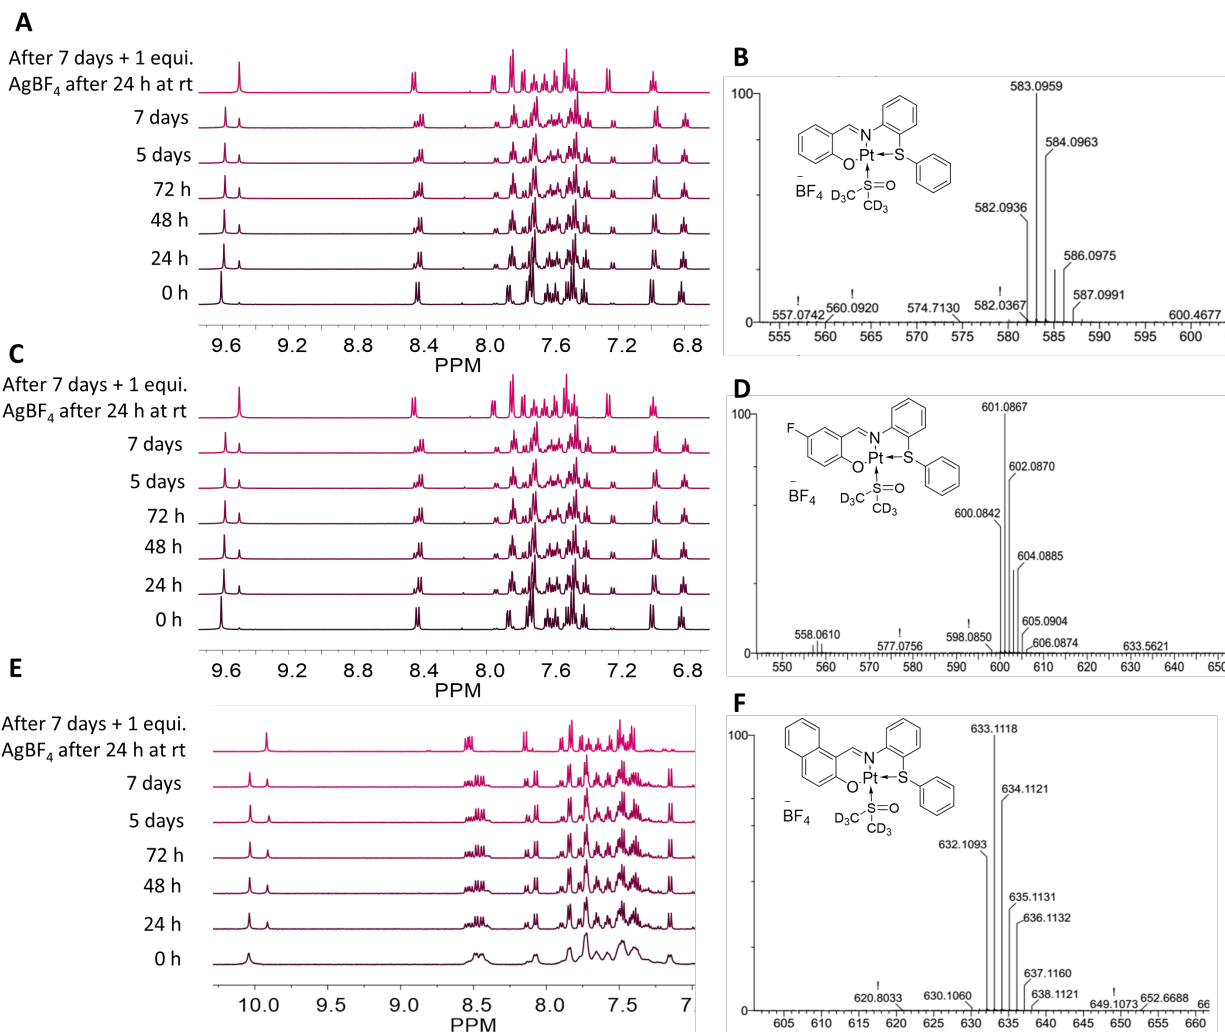 A
After 7 days + 1 equi.
AgBF4 after 24 h at rt
7 days
5 days
72 h
48 h
24 h
0 h
9.6 9.2 8.8 8.4 8.0 7.6 7.2 6.8
PPM
B
100
583.0959
584.0963
582.0936
586.0975
587.0991
!
557.0742
!
560.0920
574.7130
!
582.0367
600.4677
0
555 560 565 570 575 580 585 590 595 600
N
O Pt S
S=O
D3C
CD3
BF4
−
C
After 7 days + 1 equi.
AgBF4 after 24 h at rt
7 days
5 days
72 h
48 h
24 h
0 h
9.6 9.2 8.8 8.4 8.0 7.6 7.2 6.8
PPM
D
100
601.0867
602.0870
600.0842
604.0885
605.0904
606.0874
558.0610
!
577.0756
!
598.0850
633.5621
0
550 560 570 580 590 600 610 620 630 640 650
F
N
O Pt S
S=O
D3C
CD3
BF4
−
E
After 7 days + 1 equi.
AgBF4 after 24 h at rt
7 days
5 days
72 h
48 h
24 h
0 h
10.0 9.5 9.0 8.5 8.0 7.5 7.
PPM
F
100
633.1118
634.1121
632.1093
635.1131
636.1132
637.1160
638.1121
!
620.8033
630.1060
!
649.1073
652.6688
66
0
605 610 615 620 625 630 635 640 645 650 655 660
N
O Pt S
S=O
D3C
CD3
BF4
−